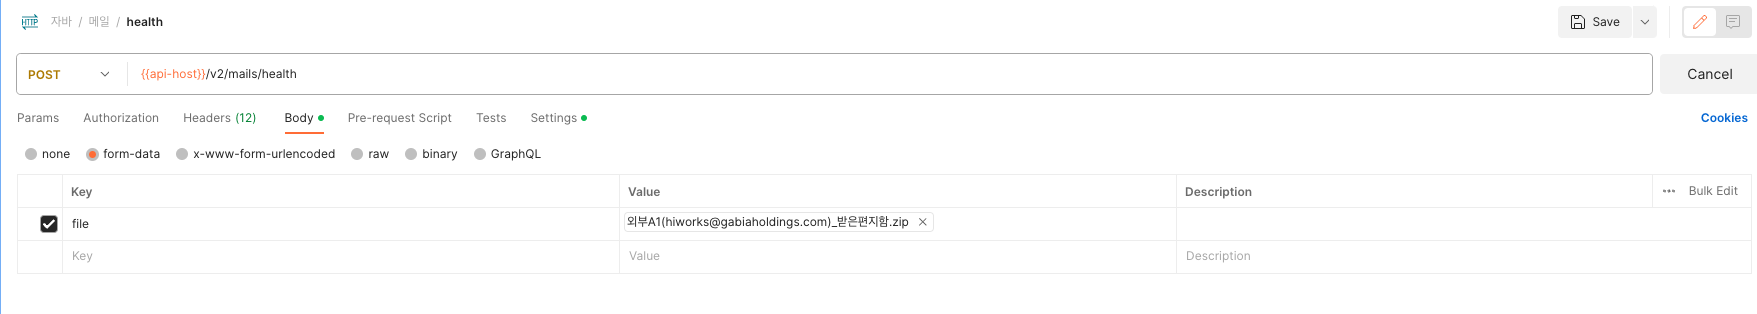 HTTP 자바 / 메일 / health Save
POST {{api-host}}/v2/mails/health Cancel
Params Authorization Headers (12) Body Pre-request Script Tests Settings Cookies
none form-data x-www-form-urlencoded raw binary GraphQL
Key Value Description ••• Bulk Edit
file 외부A1(hiworks@gabiaholdings.com)_받은편지함.zip
Key Value Description